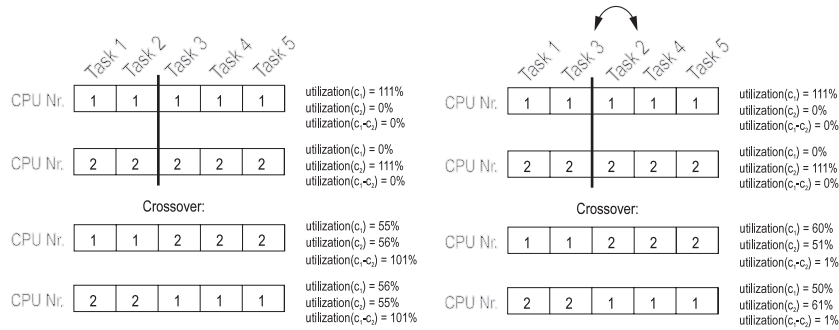 Task 1 Task 2 Task 3 Task 4 Task 5
CPU Nr. 1 1 1 1 1
utilization(c₁) = 111%
utilization(c₂) = 0%
utilization(c₁-c₂) = 0%
CPU Nr. 2 2 2 2 2
utilization(c₁) = 0%
utilization(c₂) = 111%
utilization(c₁-c₂) = 0%
Crossover:
CPU Nr. 1 1 2 2 2
utilization(c₁) = 55%
utilization(c₂) = 56%
utilization(c₁-c₂) = 101%
CPU Nr. 2 2 1 1 1
utilization(c₁) = 56%
utilization(c₂) = 55%
utilization(c₁-c₂) = 101%
Task 1 Task 3 Task 2 Task 4 Task 5
CPU Nr. 1 1 1 1 1
utilization(c₁) = 111%
utilization(c₂) = 0%
utilization(c₁-c₂) = 0%
CPU Nr. 2 2 2 2 2
utilization(c₁) = 0%
utilization(c₂) = 111%
utilization(c₁-c₂) = 0%
Crossover:
CPU Nr. 1 1 2 2 2
utilization(c₁) = 60%
utilization(c₂) = 51%
utilization(c₁-c₂) = 1%
CPU Nr. 2 2 1 1 1
utilization(c₁) = 50%
utilization(c₂) = 61%
utilization(c₁-c₂) = 1%